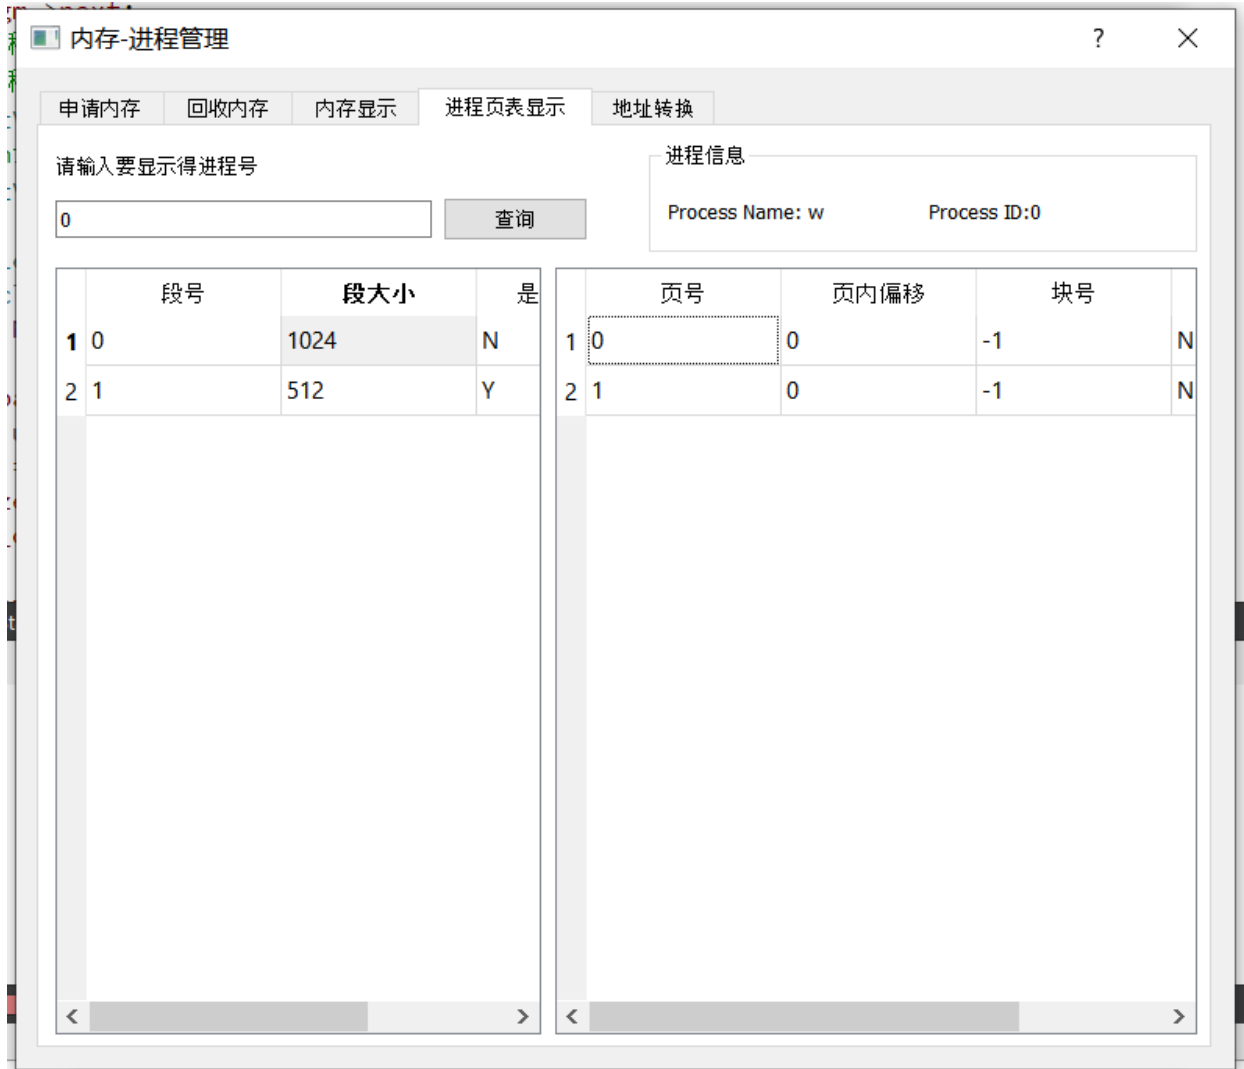 内存-进程管理
?
申请内存 回收内存 内存显示 进程页表显示 地址转换
请输入要显示得进程号
进程信息
0 查询
Process Name: w Process ID:0
段号 段大小 是
1 0 1024 N
2 1 512 Y
页号 页内偏移 块号
1 0 0 -1 N
2 1 0 -1 N